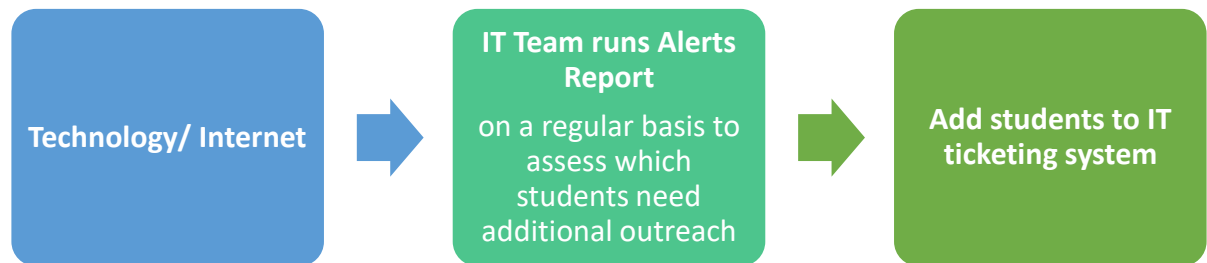 Technology/ Internet
IT Team runs Alerts
Report
on a regular basis to
assess which
students need
additional outreach
Add students to IT
ticketing system